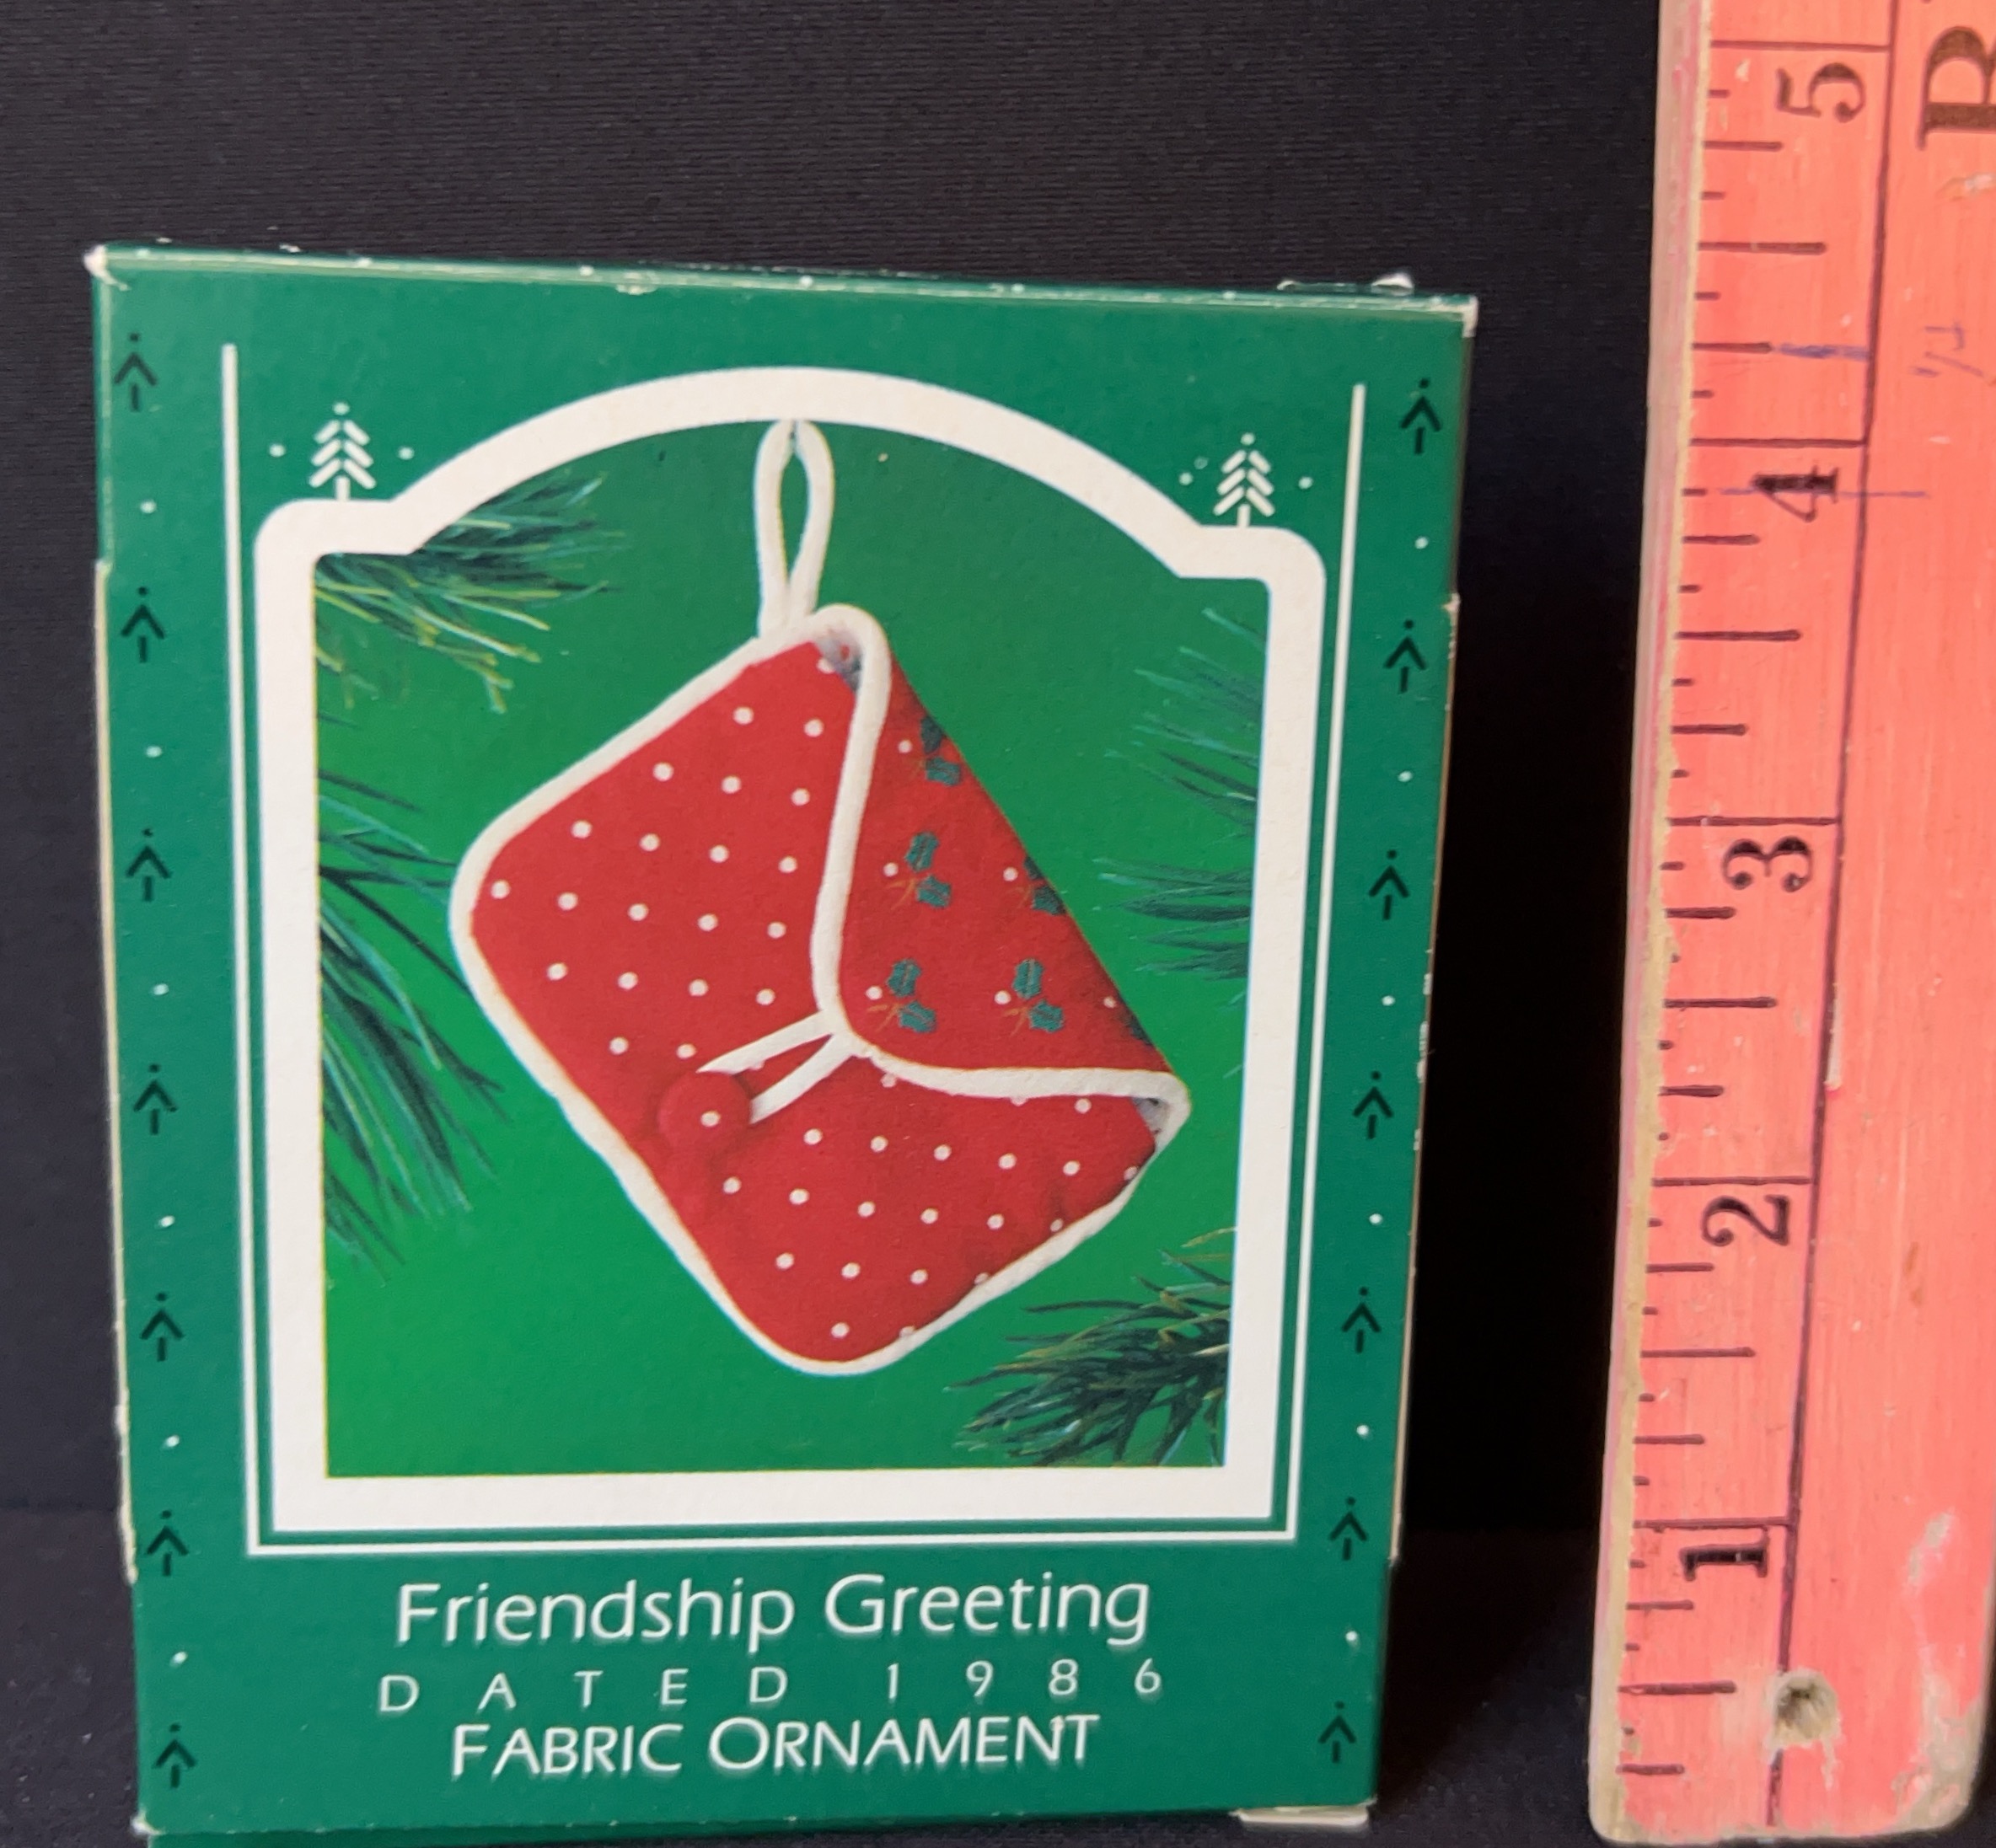 Friendship Greeting
DATED 1986
FABRIC ORNAMENT
5
4
3
2
1